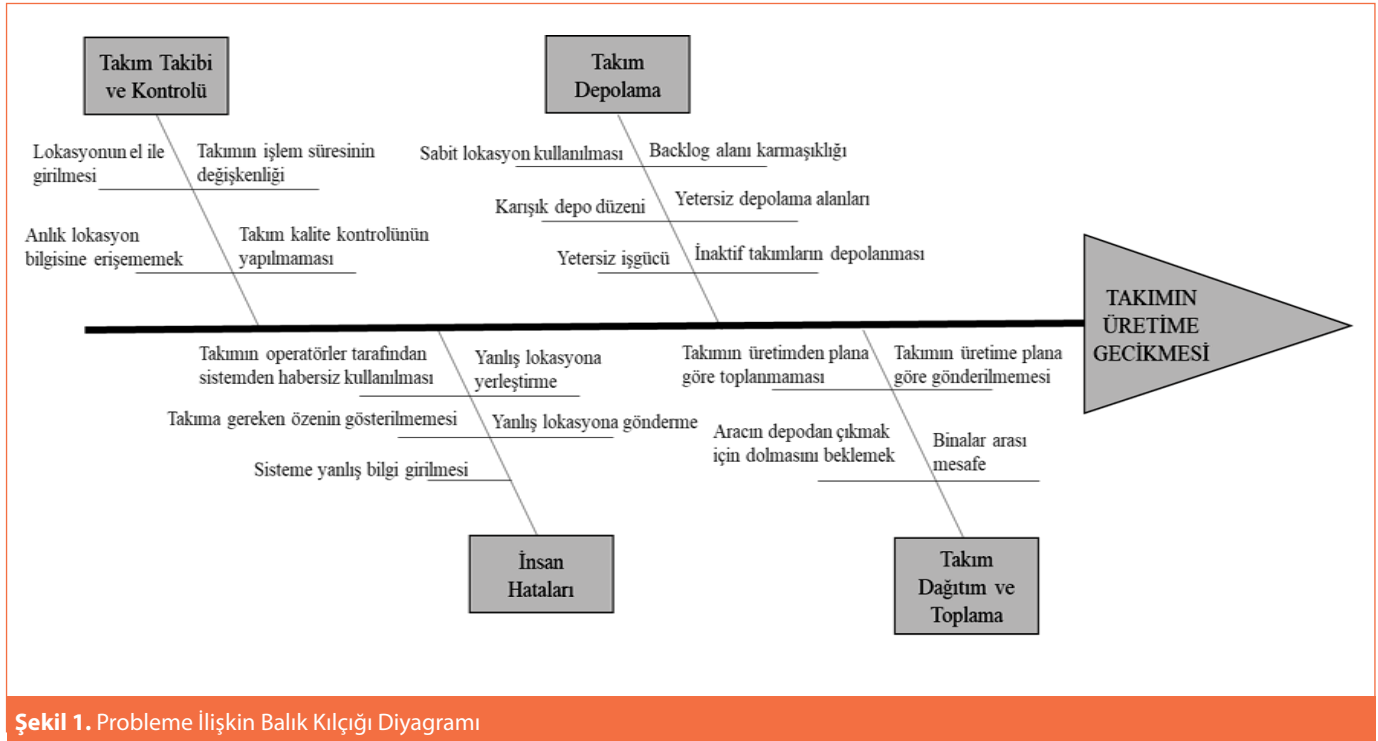 Takım Takibi
ve Kontrolü
Takım
Depolama
Lokasyonun el ile
girilmesi
Takımın işlem süresinin
değişkenliği
Anlık lokasyon
bilgisine erişememek
Takım kalite kontrolünün
yapılmaması
Sabit lokasyon kullanılması
Backlog alanı karmaşıklığı
Karışık depo düzeni
Yetersiz depolama alanları
Yetersiz işgücü
İnaktif takımların depolanması
TAKIMIN
ÜRETİME
GECİKMESİ
Takımın operatörler tarafından
sistemden habersiz kullanılması
Yanlış lokasyona
yerleştirme
Takıma gereken özenin gösterilmemesi
Yanlış lokasyona gönderme
Sisteme yanlış bilgi girilmesi
Takımın üretimden plana
göre toplanmaması
Takımın üretime plana
göre gönderilmemesi
Aracın depodan çıkmak
için dolmasını beklemek
Binalar arası
mesafe
İnsan
Hataları
Takım
Dağıtım ve
Toplama
Şekil 1. Probleme İlişkin Balık Kılçığı Diyagramı